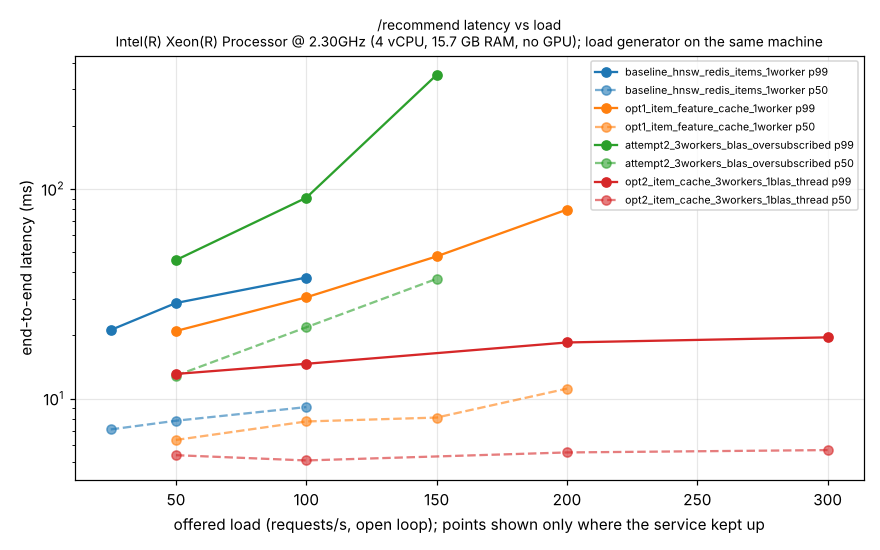 /recommend latency vs load
Intel(R) Xeon(R) Processor @ 2.30GHz (4 vCPU, 15.7 GB RAM, no GPU); load generator on the same machine
baseline_hnsw_redis_items_1worker p99
baseline_hnsw_redis_items_1worker p50
opt1_item_feature_cache_1worker p99
opt1_item_feature_cache_1worker p50
attempt2_3workers_blas_oversubscribed p99
attempt2_3workers_blas_oversubscribed p50
opt2_item_cache_3workers_1blas_thread p99
opt2_item_cache_3workers_1blas_thread p50
end-to-end latency (ms)
10²
10¹
50 100 150 200 250 300
offered load (requests/s, open loop); points shown only where the service kept up